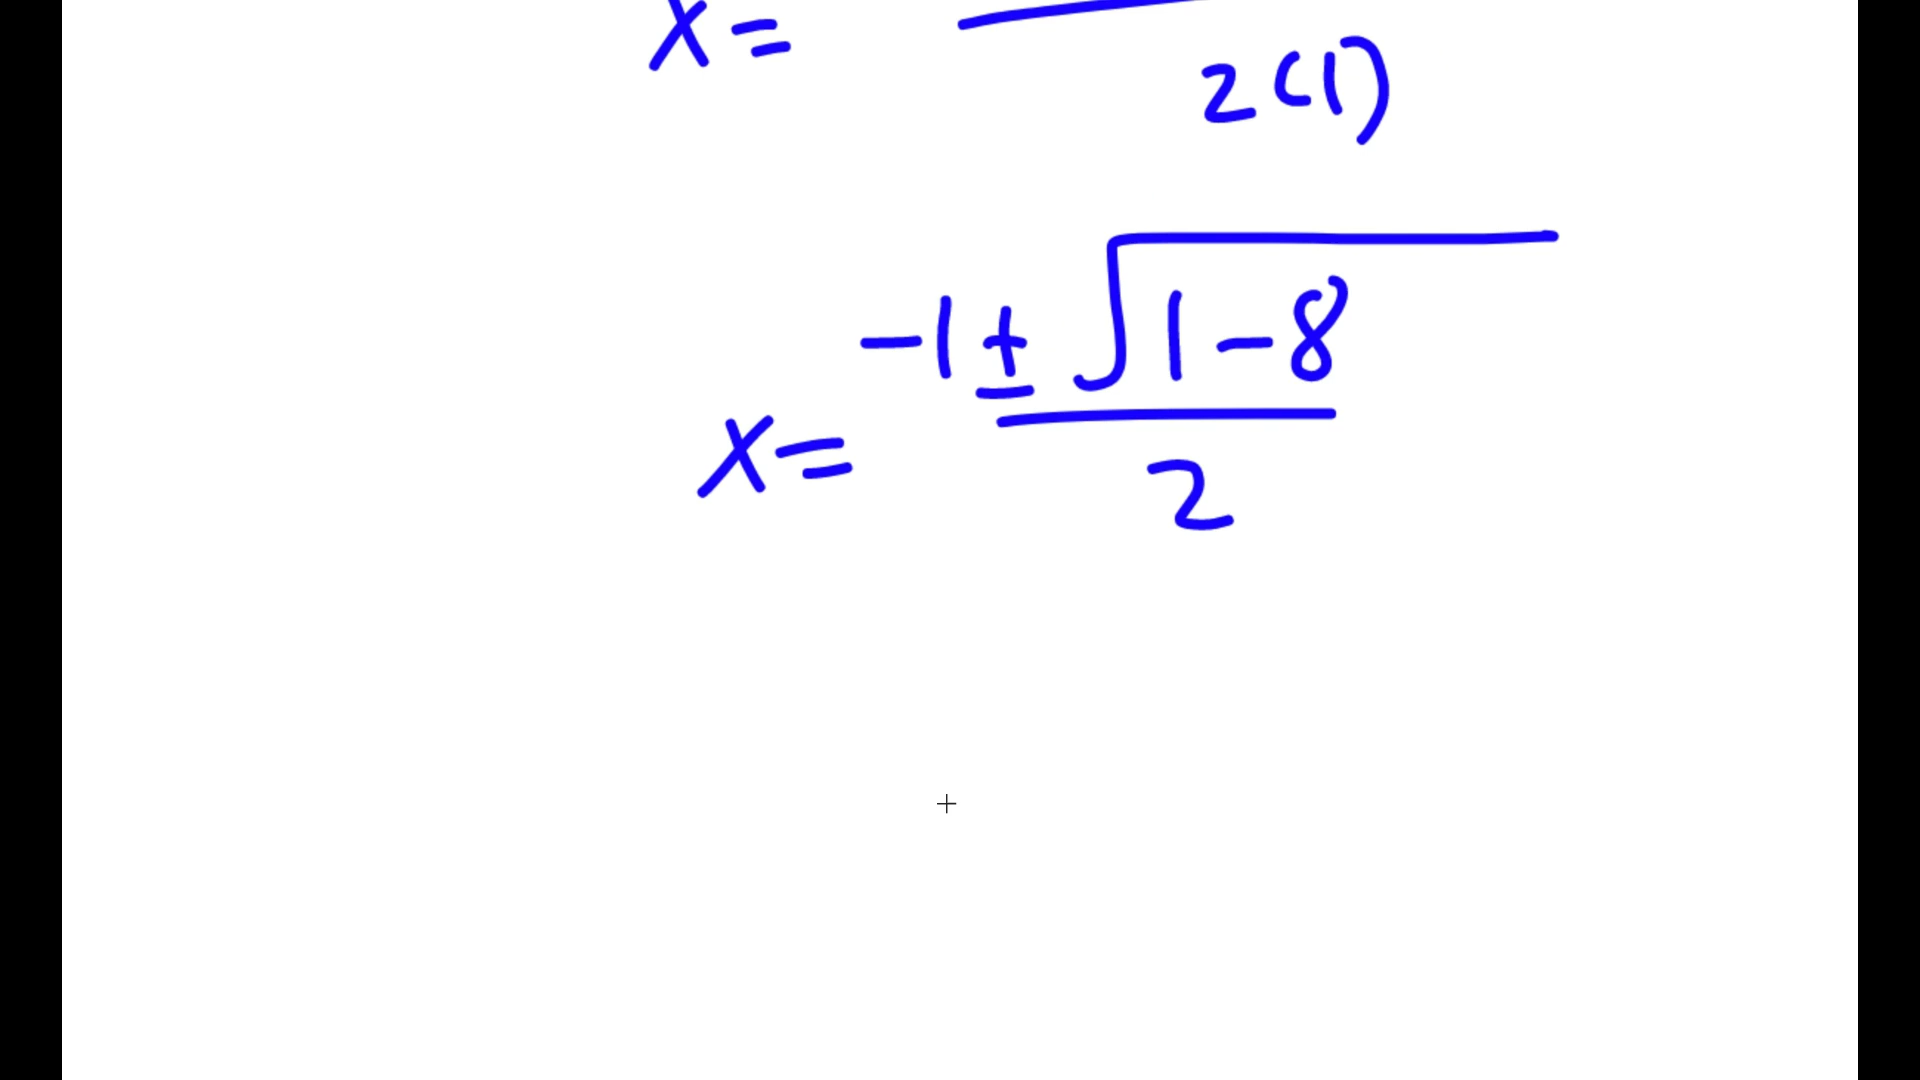 x =
2(1)
-1 ± √1-8
x =
2